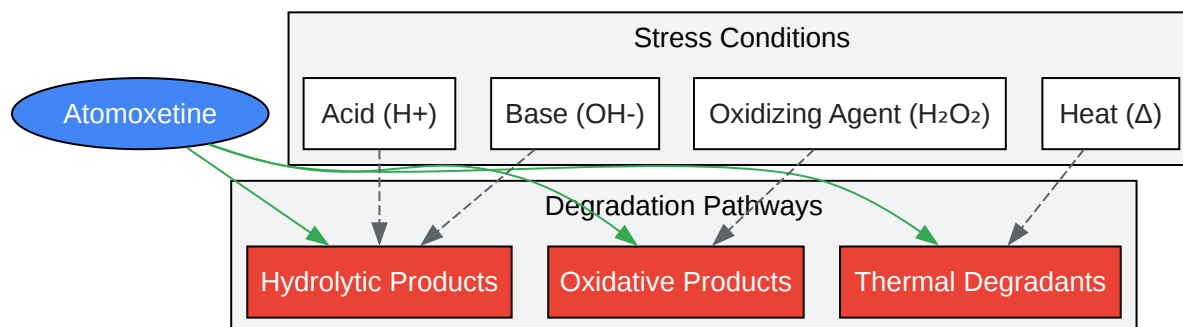 Stress Conditions
Atomoxetine
Acid (H+)
Base (OH-)
Oxidizing Agent (H₂O₂)
Heat (Δ)
Degradation Pathways
Hydrolytic Products
Oxidative Products
Thermal Degradants